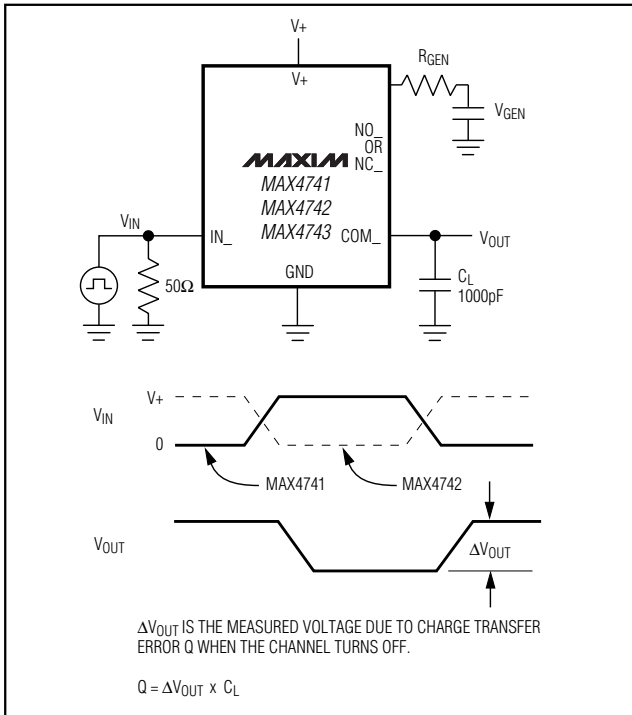 V+
V+
RGEN
VGEN
NO_
OR
NC_
MAXIM
MAX4741
MAX4742
MAX4743
VIN
IN_
COM_
VOUT
50Ω
GND
CL
1000pF
VIN
V+
0
MAX4741
MAX4742
VOUT
ΔVOUT
ΔVOUT IS THE MEASURED VOLTAGE DUE TO CHARGE TRANSFER
ERROR Q WHEN THE CHANNEL TURNS OFF.
Q = ΔVOUT x CL